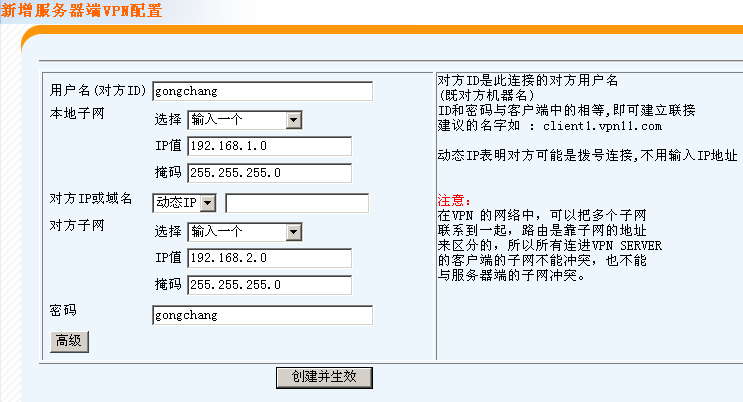 新增服务器端VPN配置
用户名(对方ID) gongchang
本地子网
选择 输入一个
IP值 192.168.1.0
掩码 255.255.255.0
对方IP或域名 动态IP
对方子网
选择 输入一个
IP值 192.168.2.0
掩码 255.255.255.0
密码 gongchang
高级
对方ID是此连接的对方用户名
(既对方机器名)
ID和密码与客户端中的相等,即可建立联接
建议的名字如 : client1.vpn11.com
动态IP表明对方可能是拨号连接,不用输入IP地址
注意:
在VPN 的网络中，可以把多个子网
联系到一起，路由是靠子网的地址
来区分的，所以所有连进VPN SERVER
的客户端的子网不能冲突，也不能
与服务器端的子网冲突。
创建并生效